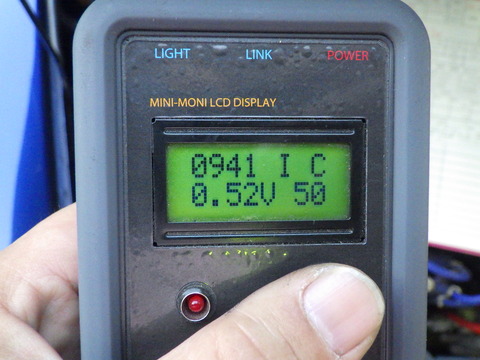 LIGHT LINK POWER
MINI-MONI LCD DISPLAY
0941 I C
0.52V 50